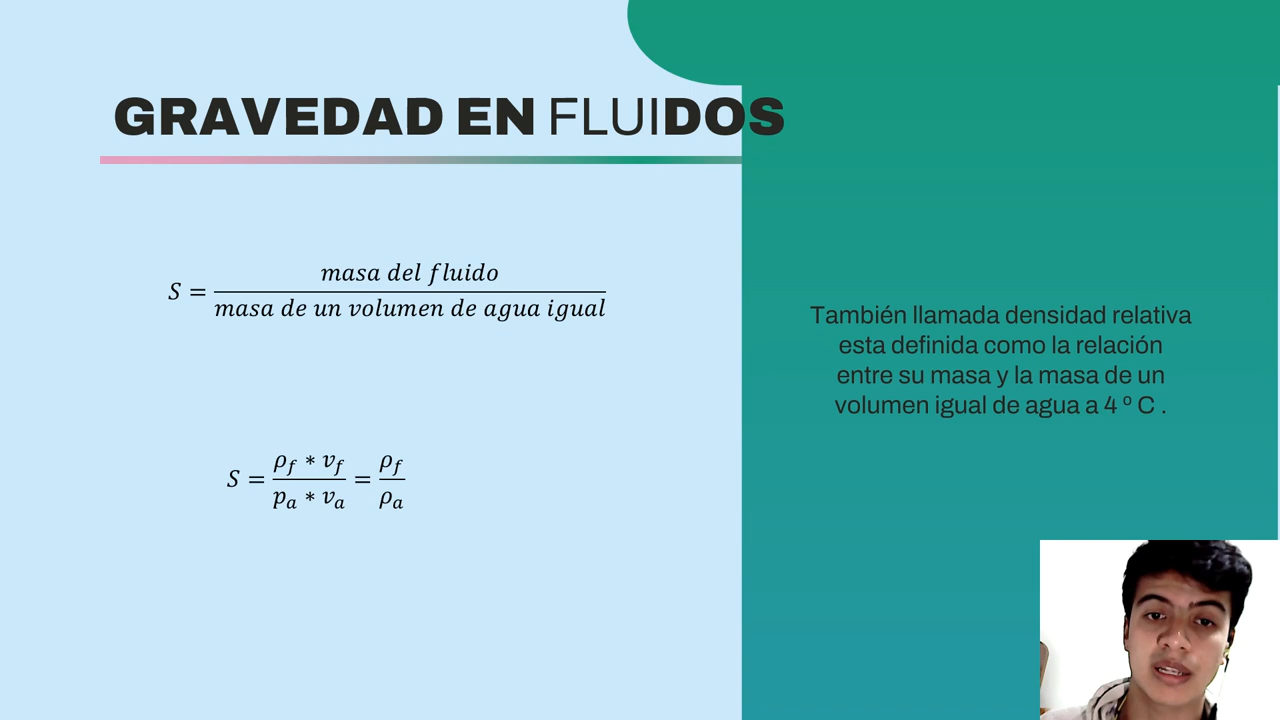 GRAVEDAD EN FLUIDOS
S = masa del fluido / masa de un volumen de agua igual
También llamada densidad relativa
esta definida como la relación
entre su masa y la masa de un
volumen igual de agua a 4 º C .
S = ρf * vf / pa * va = ρf / ρa